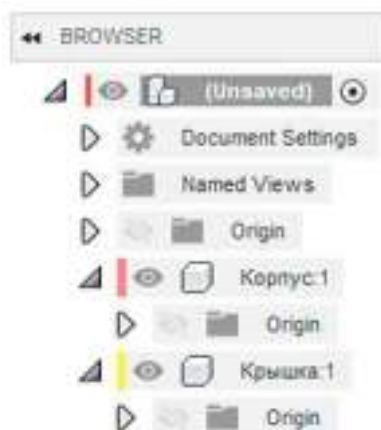 BROWSER
(Unsaved)
Document Settings
Named Views
Origin
Корпус:1
Origin
Крышка:1
Origin